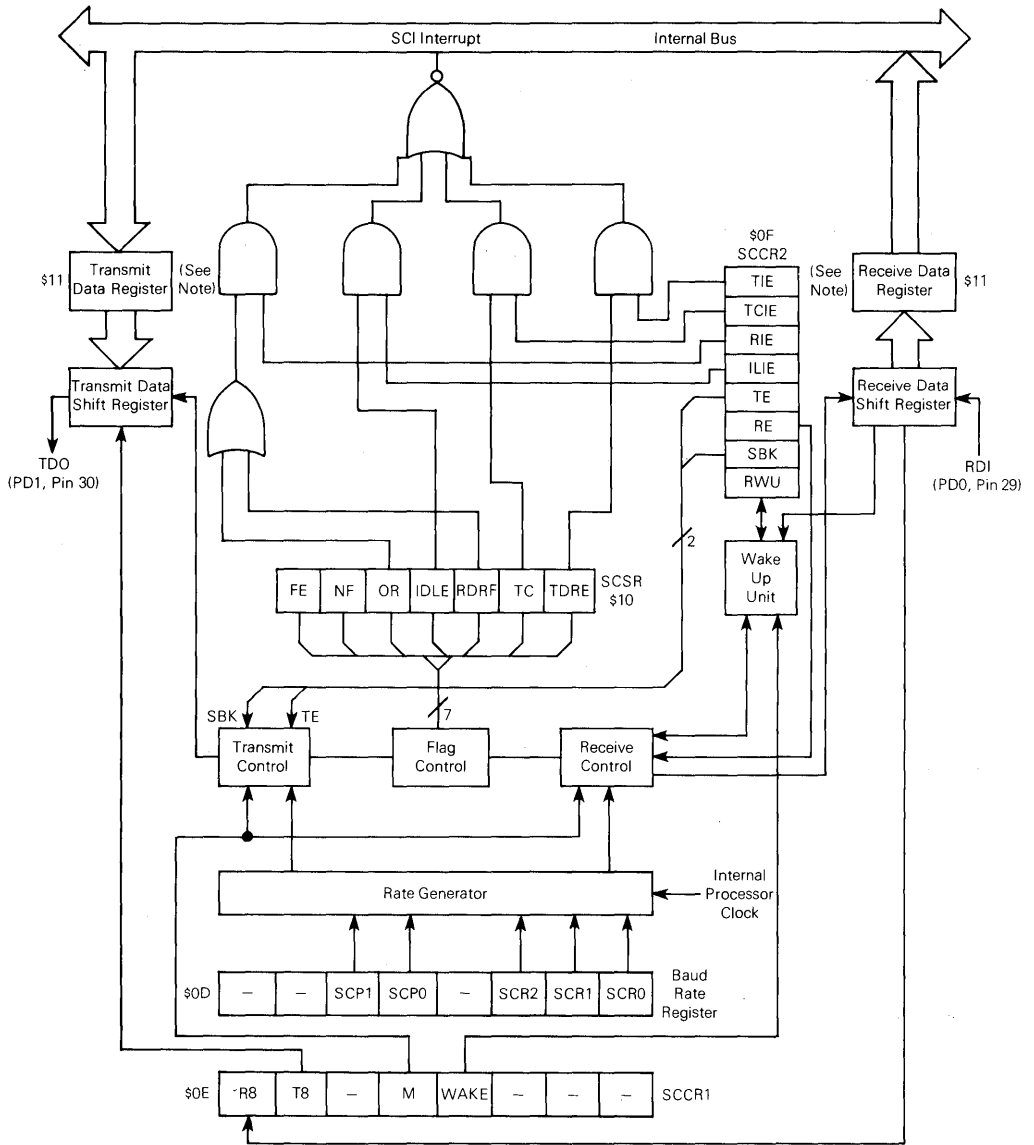 SCI Interrupt
Internal Bus
$0F
SCCR2
$11
Transmit
Data Register
(See
Note)
TIE
TCIE
RIE
ILIE
TE
RE
SBK
RWU
(See
Note)
Receive Data
Register
$11
Transmit Data
Shift Register
Receive Data
Shift Register
TDO
(PD1, Pin 30)
RDI
(PD0, Pin 29)
2
Wake
Up
Unit
FE NF OR IDLE RDRF TC TDRE
SCSR
$10
7
SBK TE
Transmit
Control
Flag
Control
Receive
Control
Rate Generator
Internal
Processor
Clock
$0D – – SCP1 SCP0 – SCR2 SCR1 SCR0
Baud
Rate
Register
$0E R8 T8 – M WAKE – – – SCCR1